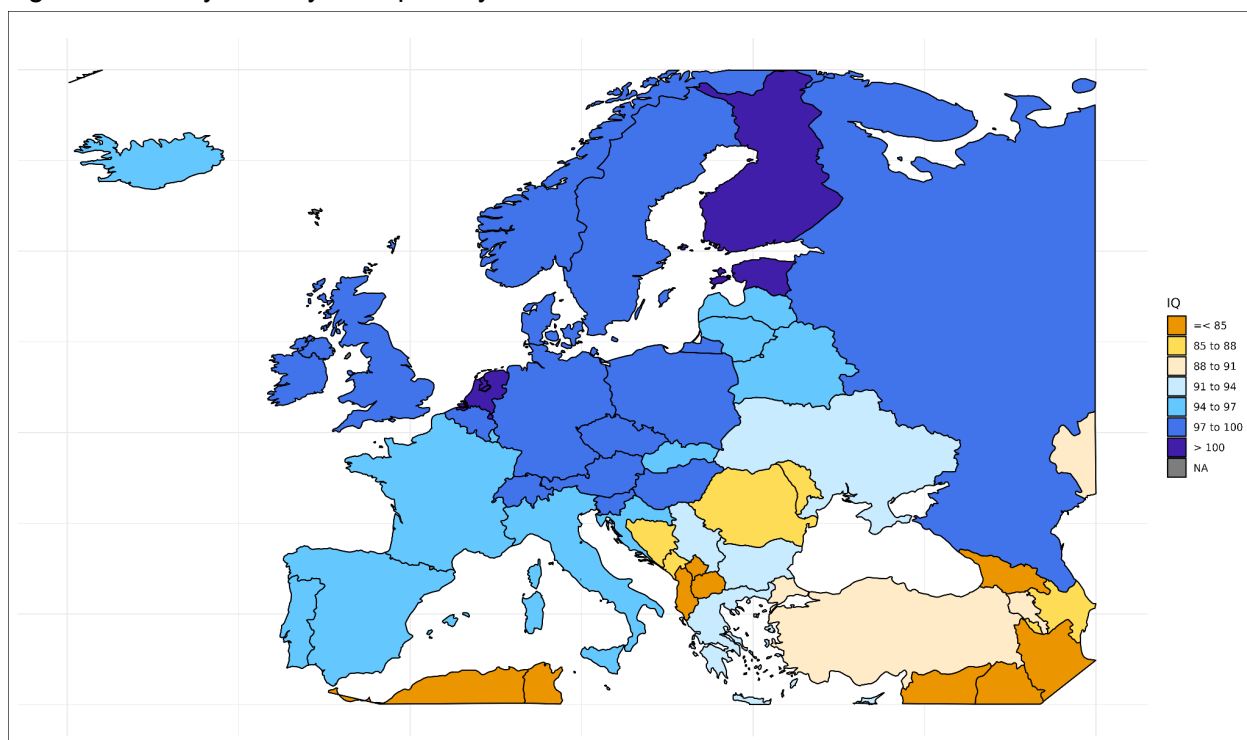 IQ
=< 85
85 to 88
88 to 91
91 to 94
94 to 97
97 to 100
> 100
NA